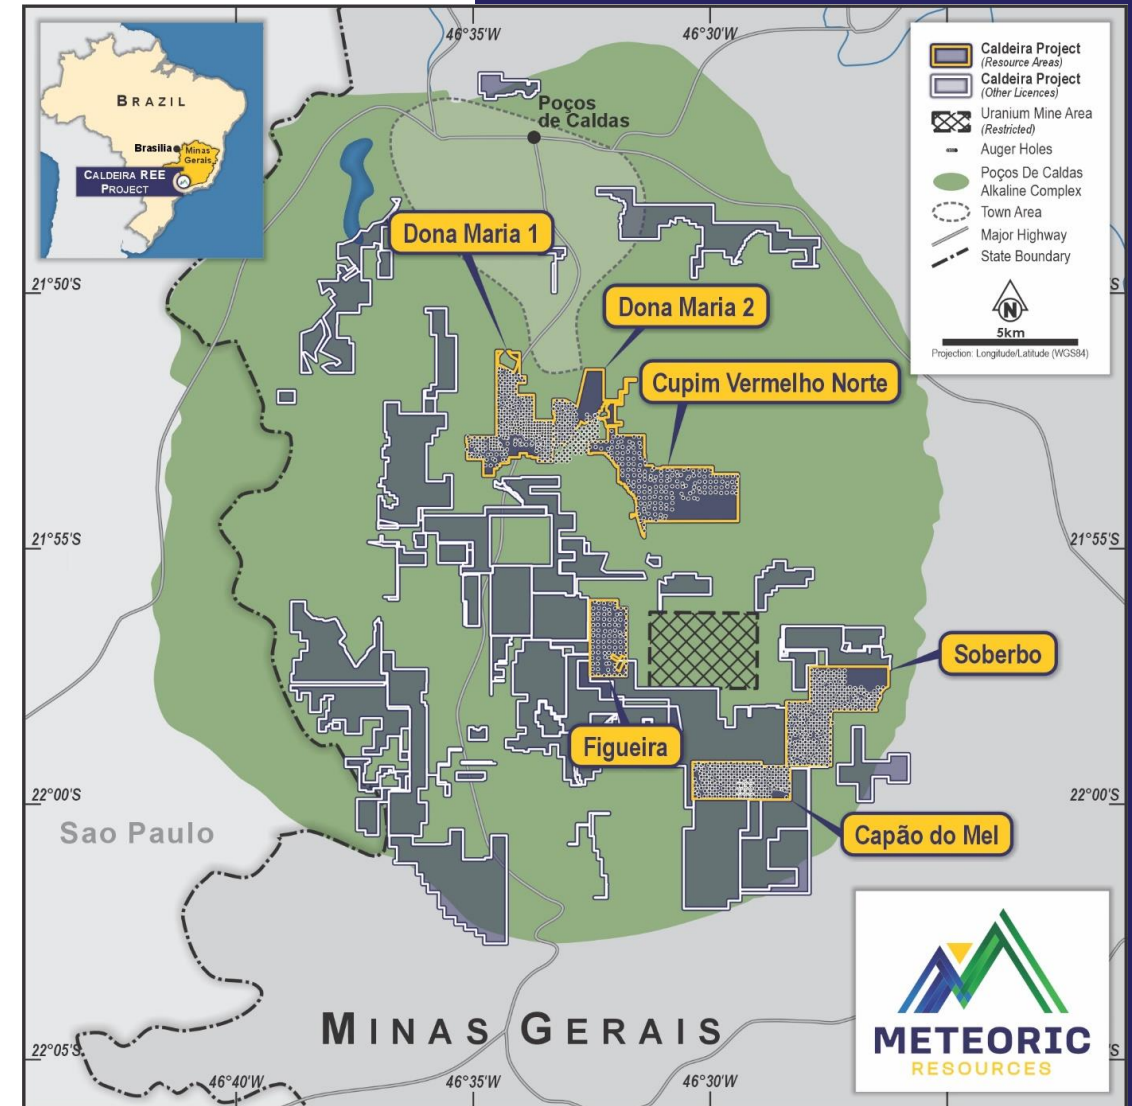 46°35'W
46°30'W
BRAZIL
Brasilia
Minas
Gerais
CALDEIRA REE
PROJECT
Caldeira Project
(Resource Areas)
Caldeira Project
(Other Licences)
Uranium Mine Area
(Restricted)
Auger Holes
Poços De Caldas
Alkaline Complex
Town Area
Major Highway
State Boundary
N
5km
Projection: Longitude/Latitude (WGS84)
Poços
de Caldas
Dona Maria 1
21°50'S
S
Dona Maria 2
Cupim Vermelho Norte
21°55'S
21°55'S
Soberbo
Figueira
22°00'S
22°00'S
Sao Paulo
Capão do Mel
MINAS GERAIS
METEORIC
RESOURCES
22°05'S
S
46°40'W
46°35'W
46°30'W